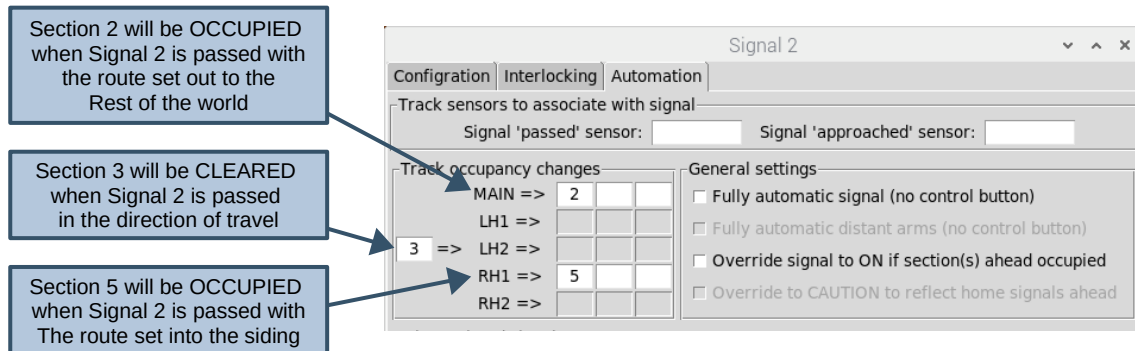 Section 2 will be OCCUPIED
when Signal 2 is passed with
the route set out to the
Rest of the world
Section 3 will be CLEARED
when Signal 2 is passed
in the direction of travel
Section 5 will be OCCUPIED
when Signal 2 is passed with
The route set into the siding
Signal 2
Configration Interlocking Automation
Track sensors to associate with signal
Signal 'passed' sensor: Signal 'approached' sensor:
Track occupancy changes
MAIN => 2
LH1 =>
3 => LH2 =>
RH1 => 5
RH2 =>
General settings
Fully automatic signal (no control button)
Fully automatic distant arms (no control button)
Override signal to ON if section(s) ahead occupied
Override to CAUTION to reflect home signals ahead